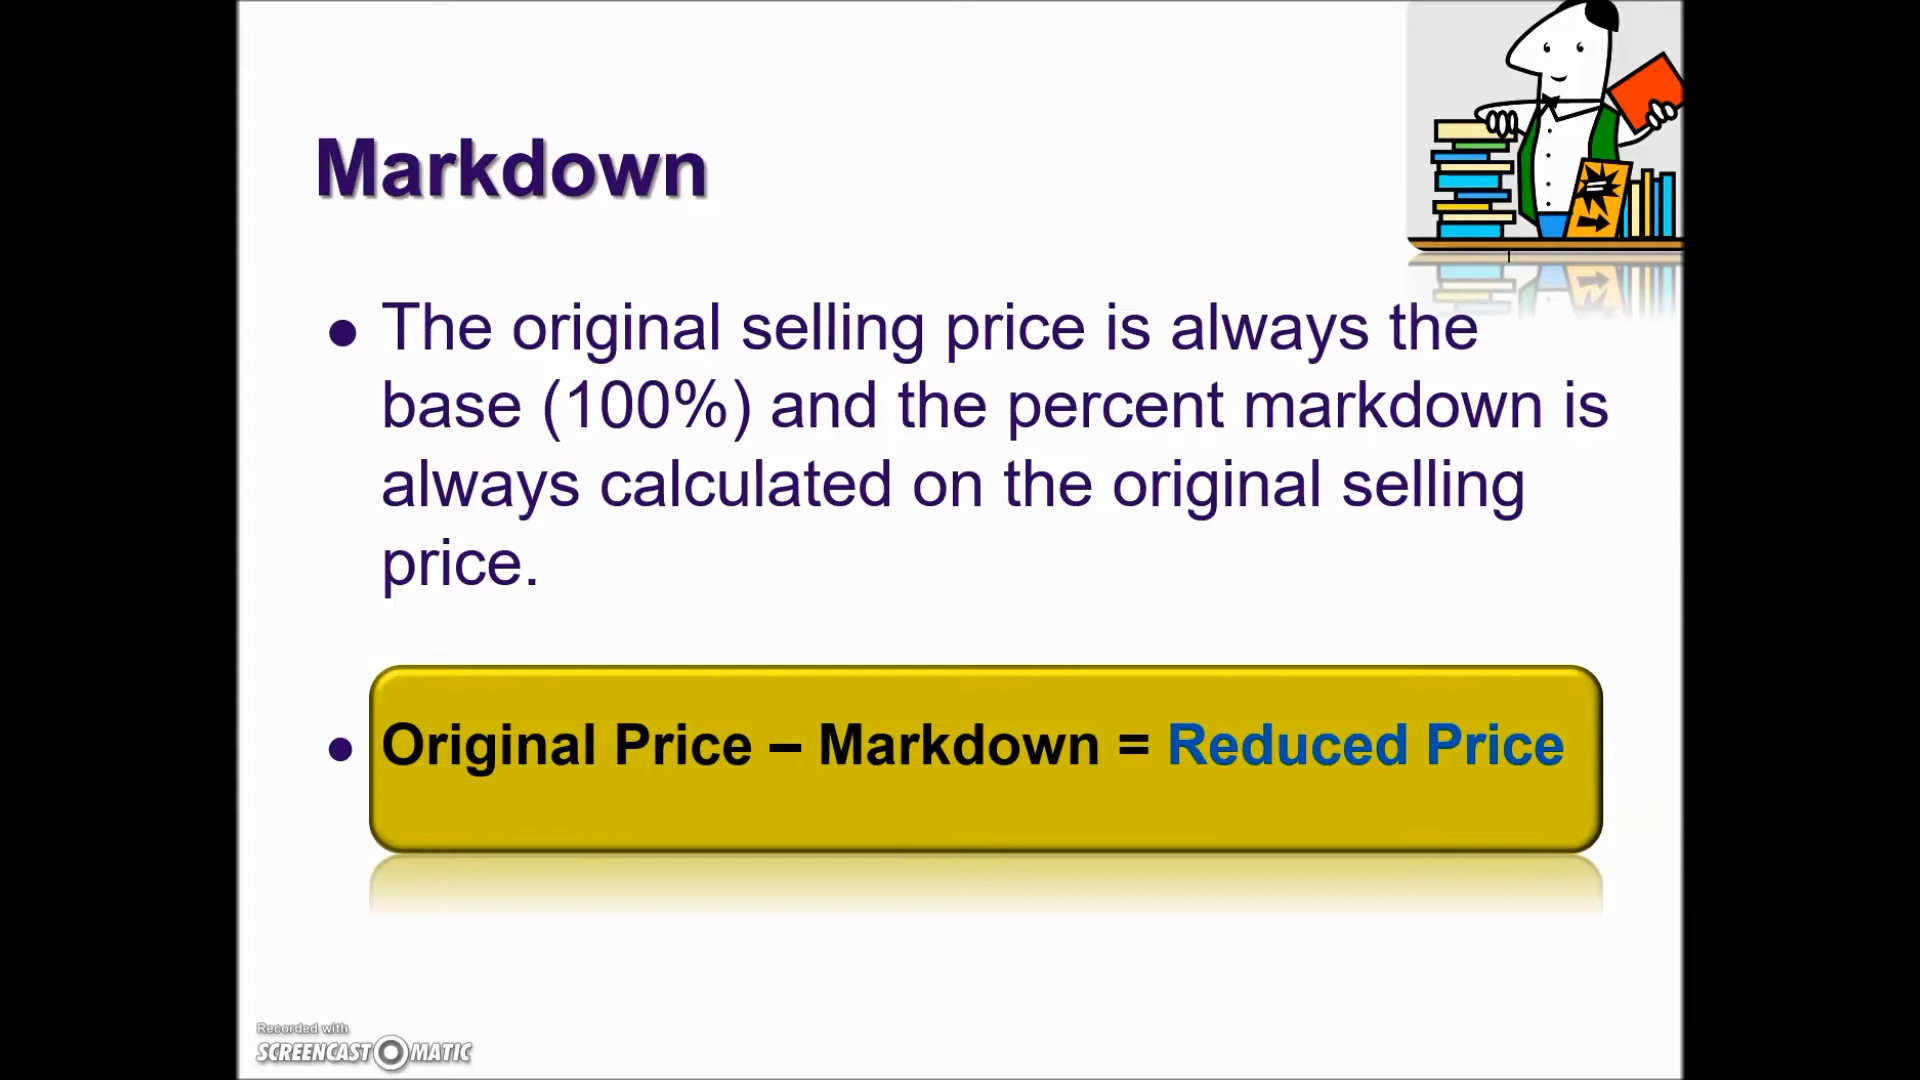 Markdown
The original selling price is always the
base (100%) and the percent markdown is
always calculated on the original selling
price.
Original Price – Markdown = Reduced Price
Recorded with
SCREENCAST MATIC